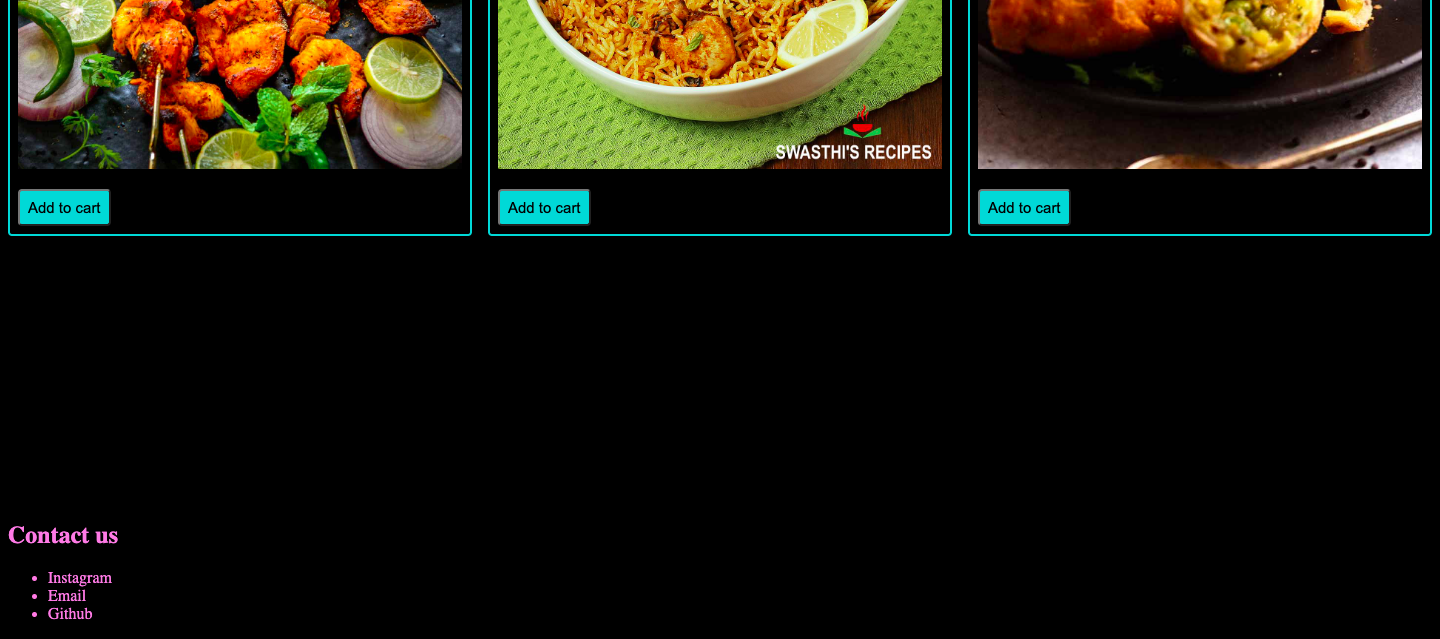 SWASTHI'S RECIPES
Add to cart
Add to cart
Add to cart
Contact us
Instagram
Email
Github